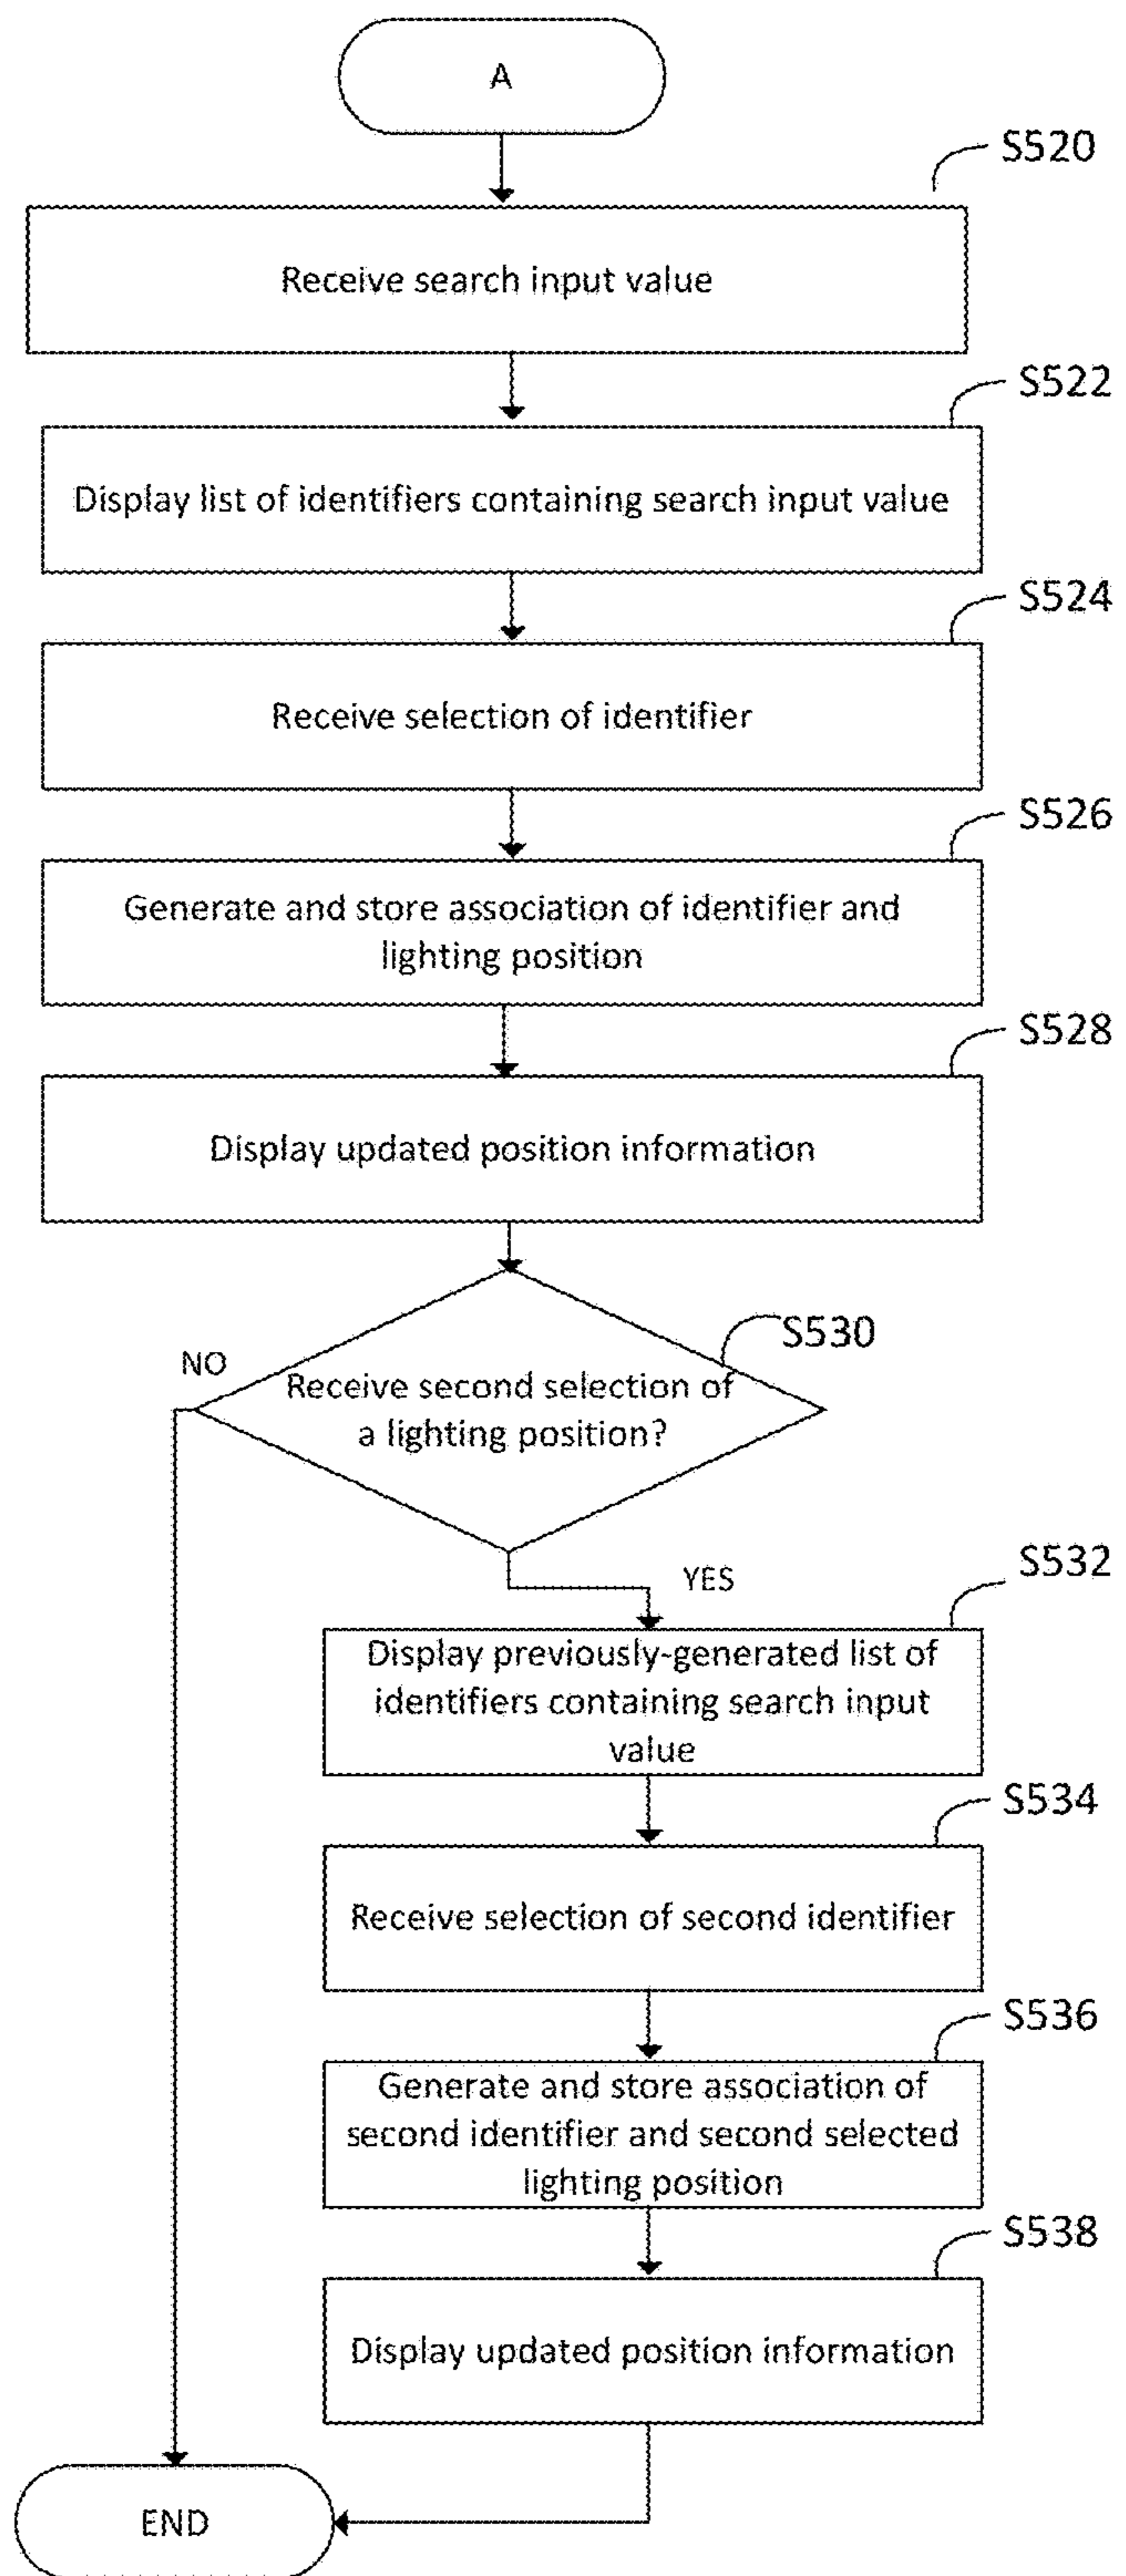 A
S520
Receive search input value
S522
Display list of identifiers containing search input value
S524
Receive selection of identifier
S526
Generate and store association of identifier and
lighting position
S528
Display updated position information
S530
NO
Receive second selection of
a lighting position?
S532
YES
Display previously-generated list of
identifiers containing search input
value
S534
Receive selection of second identifier
S536
Generate and store association of
second identifier and second selected
lighting position
S538
Display updated position information
END